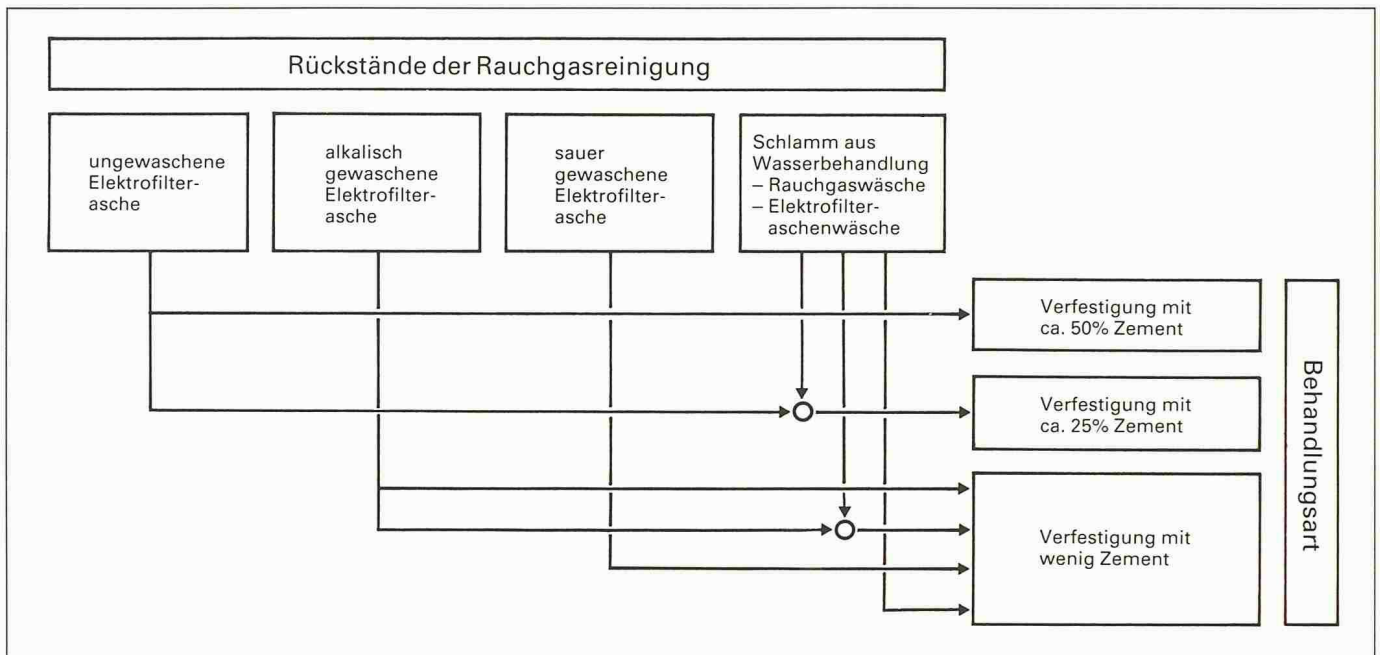 Rückstände der Rauchgasreinigung
ungewaschene
Elektrofilter-
asche
alkalisch
gewaschene
Elektrofilter-
asche
sauer
gewaschene
Elektrofilter-
asche
Schlamm aus
Wasserbehandlung
– Rauchgaswäsche
– Elektrofilter-
aschenwäsche
Verfestigung mit
ca. 50% Zement
Verfestigung mit
ca. 25% Zement
Verfestigung mit
wenig Zement
Behandlungsart